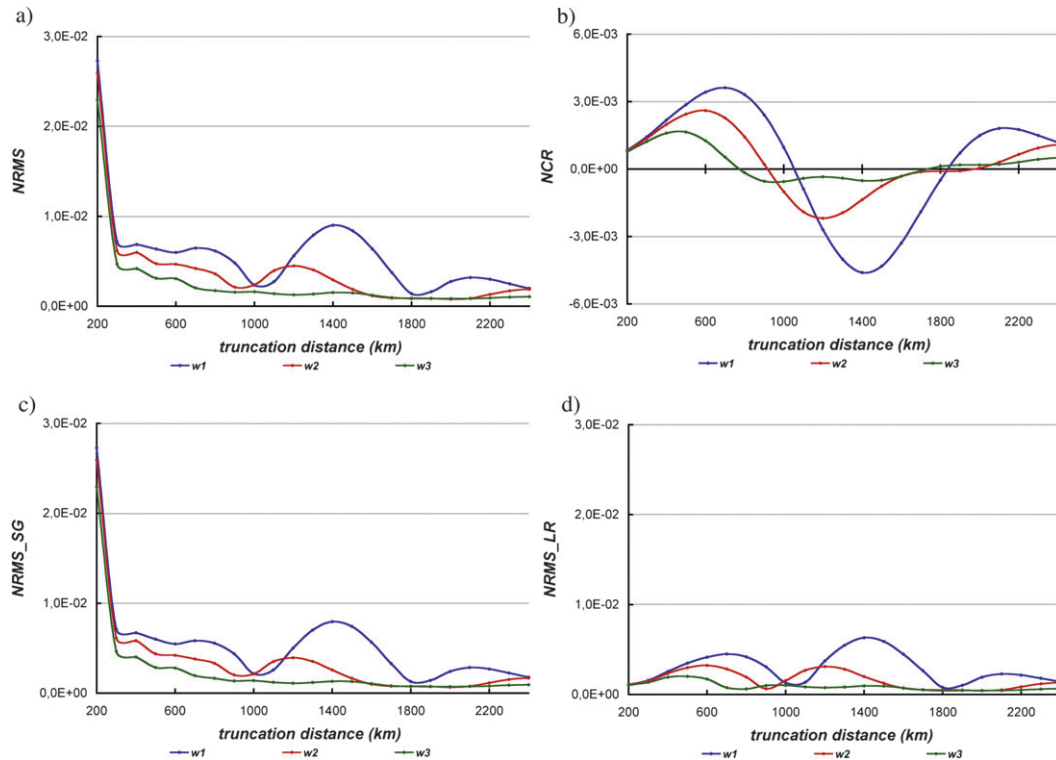 a)
3,0E-02
2,0E-02
1,0E-02
0,0E+00
NRMS
200 600 1000 1400 1800 2200
truncation distance (km)
w1 w2 w3
b)
6,0E-03
3,0E-03
0,0E+00
-3,0E-03
-6,0E-03
NCR
200 600 1000 1400 1800 2200
truncation distance (km)
w1 w2 w3
c)
3,0E-02
2,0E-02
1,0E-02
0,0E+00
NRMS_SG
200 600 1000 1400 1800 2200
truncation distance (km)
w1 w2 w3
d)
3,0E-02
2,0E-02
1,0E-02
0,0E+00
NRMS_LR
200 600 1000 1400 1800 2200
truncation distance (km)
w1 w2 w3